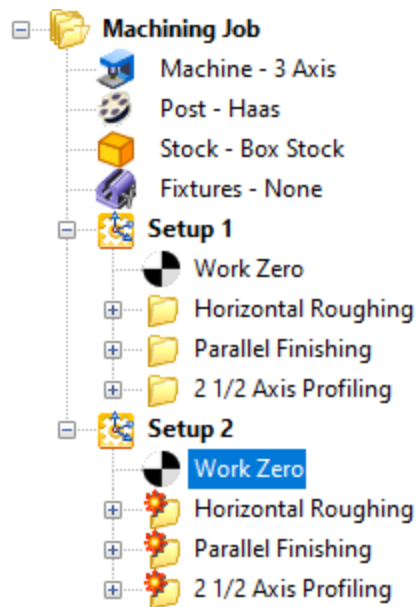 Machining Job
Machine - 3 Axis
Post - Haas
Stock - Box Stock
Fixtures - None
Setup 1
Work Zero
Horizontal Roughing
Parallel Finishing
2 1/2 Axis Profiling
Setup 2
Work Zero
Horizontal Roughing
Parallel Finishing
2 1/2 Axis Profiling